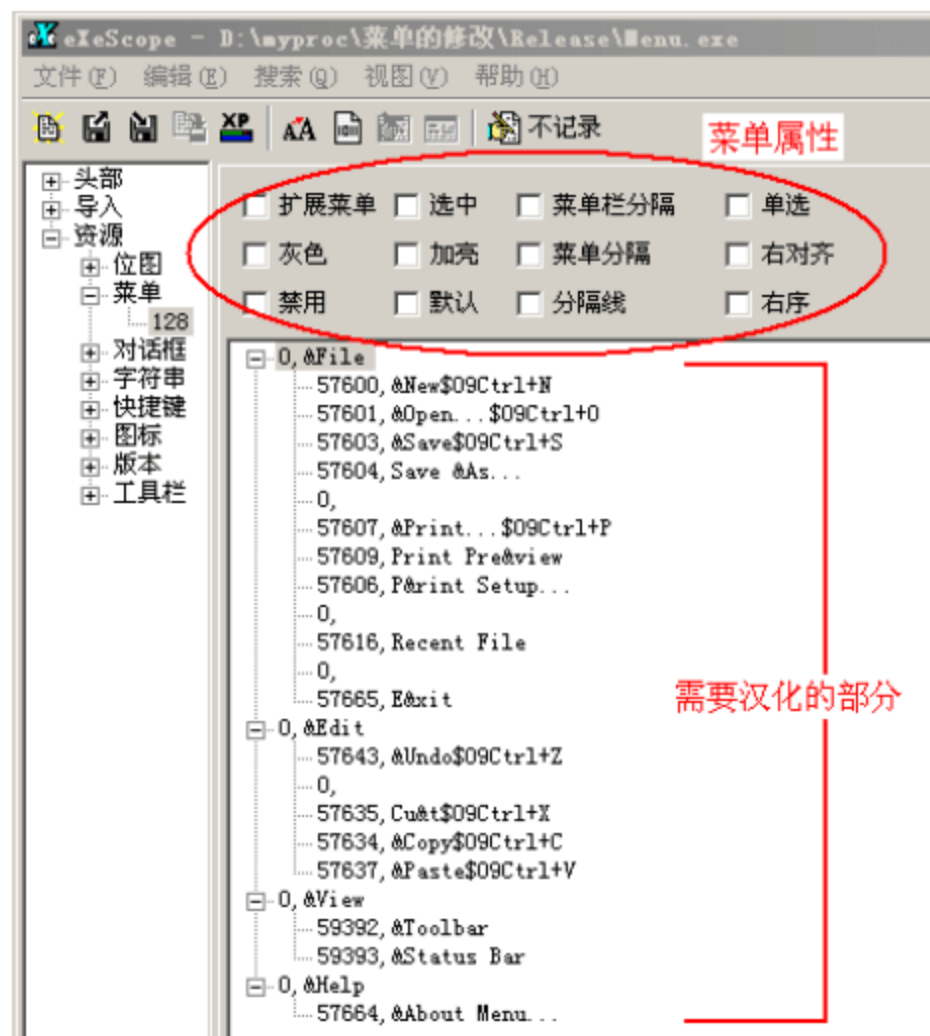 eXeScope - D:\myproc\菜单的修改\Release\Menu.exe
文件(F) 编辑(E) 搜索(Q) 视图(V) 帮助(H)
XP AA 不记录
菜单属性
头部
导入
资源
位图
菜单
128
对话框
字符串
快捷键
图标
版本
工具栏
扩展菜单 选中 菜单栏分隔 单选
灰色 加亮 菜单分隔 右对齐
禁用 默认 分隔线 右序
0, &File
57600, &New$09Ctrl+N
57601, &Open...$09Ctrl+O
57603, &Save$09Ctrl+S
57604, Save &As...
0,
57607, &Print...$09Ctrl+P
57609, Print Pre&view
57606, P&rint Setup...
0,
57616, Recent File
0,
57665, E&xit
需要汉化的部分
0, &Edit
57643, &Undo$09Ctrl+Z
0,
57635, Cu&t$09Ctrl+X
57634, &Copy$09Ctrl+C
57637, &Paste$09Ctrl+V
0, &View
59392, &Toolbar
59393, &Status Bar
0, &Help
57664, &About Menu...